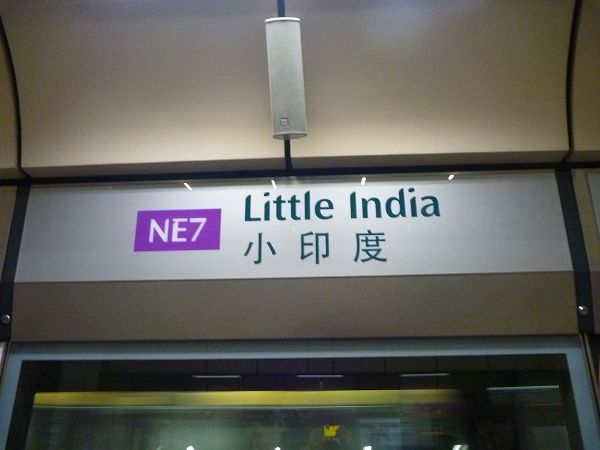 NE7
Little India
小印度